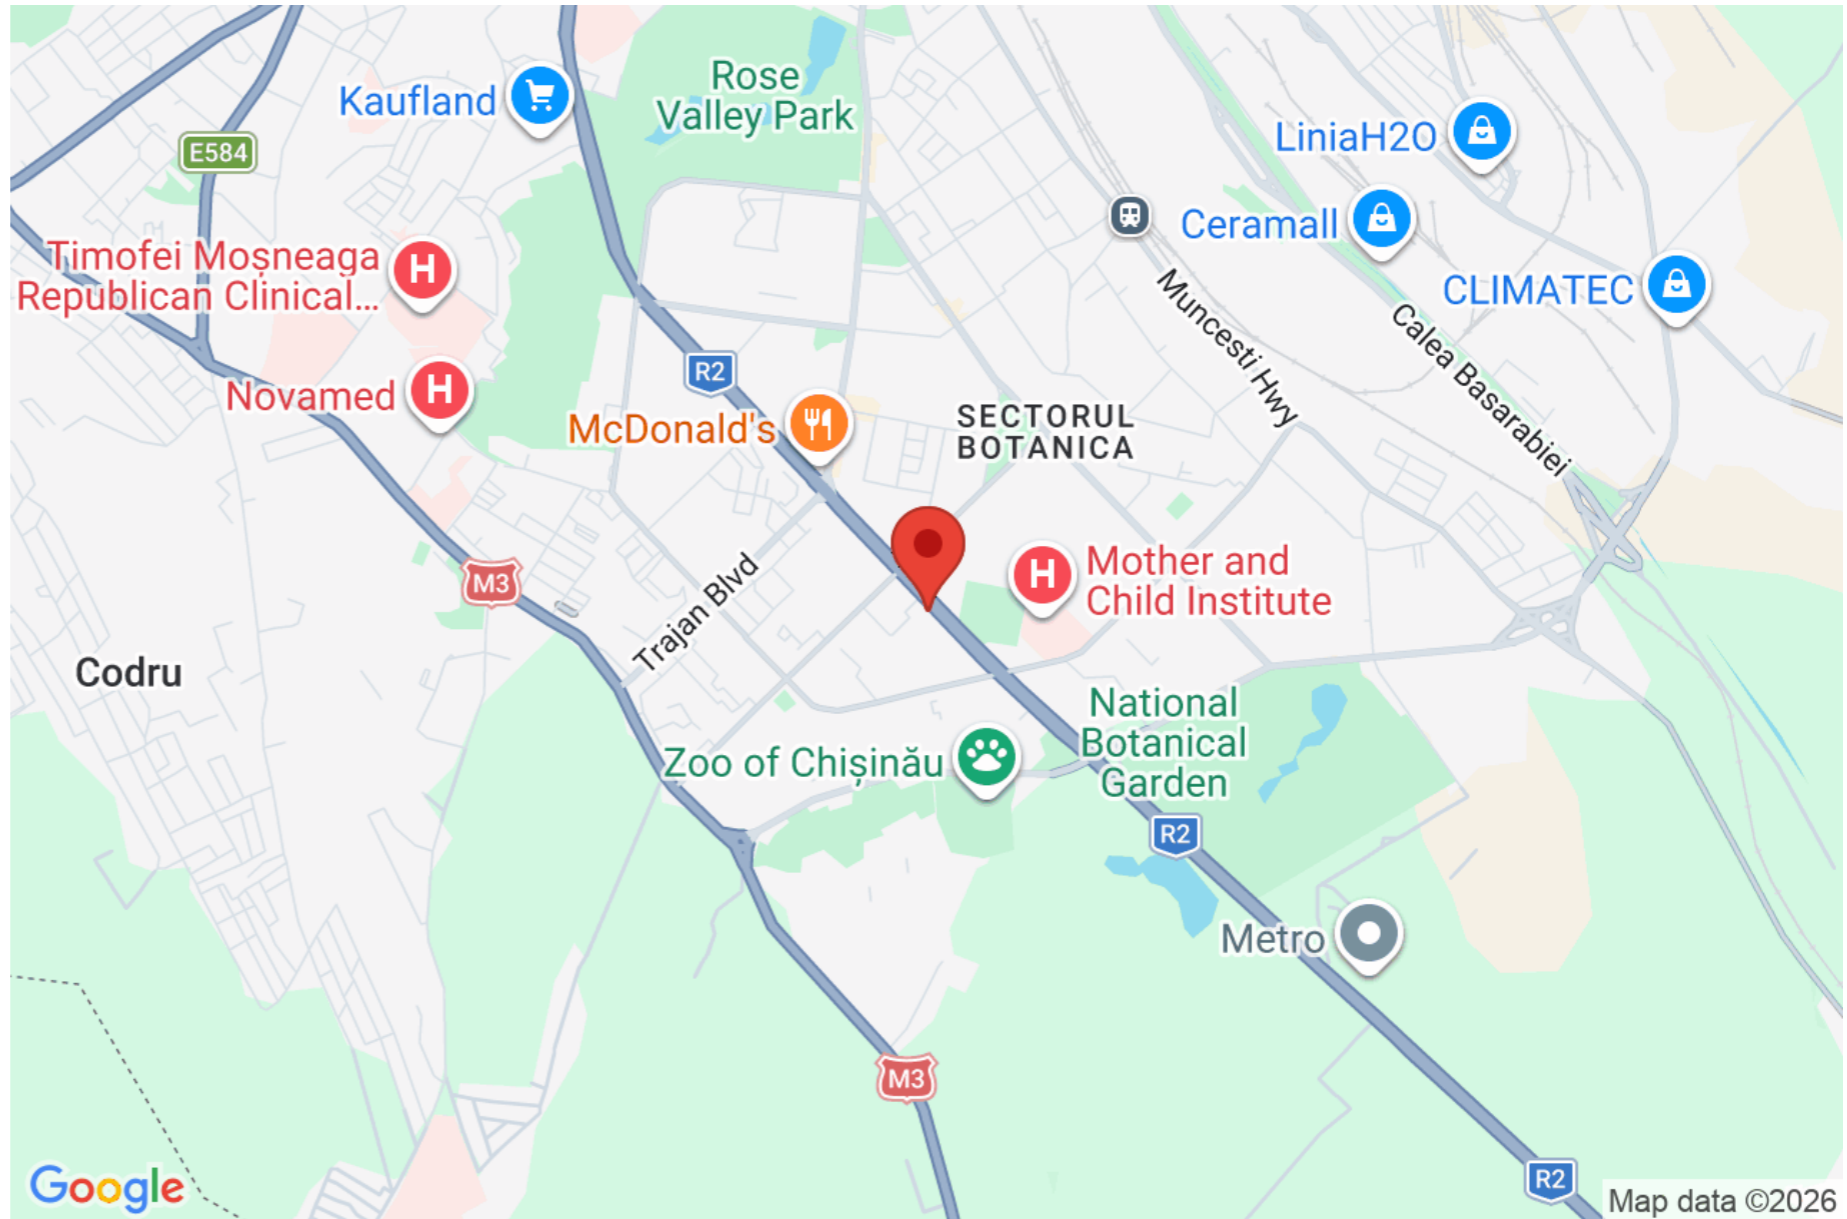 Rose
Valley Park
Kaufland
E584
LiniaH2O
Ceramall
Timofei Moșneaga
Republican Clinical...
CLIMATEC
Muncesti Hwy
Calea Basarabiei
R2
Novamed
McDonald's
SECTORUL
BOTANICA
M3
Trajan Blvd
Mother and
Child Institute
Codru
National
Botanical
Garden
Zoo of Chișinău
R2
Metro
M3
R2
Google
Map data ©2026